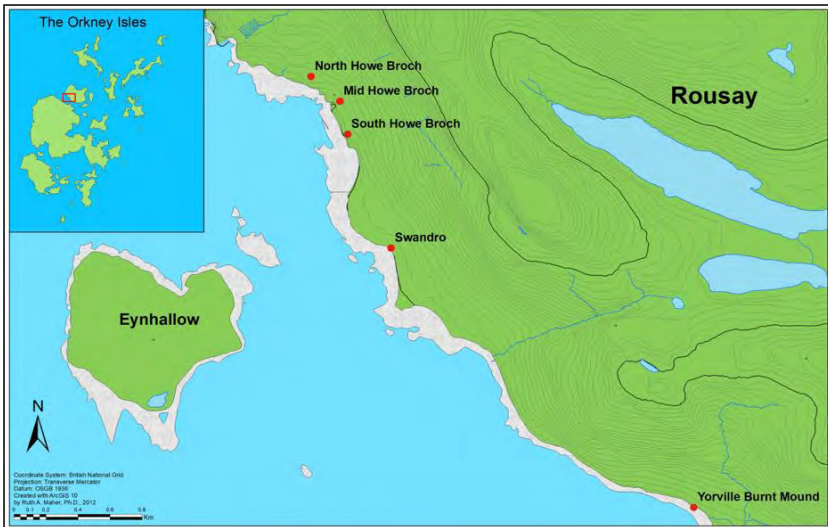 The Orkney Isles
North Howe Broch
Mid Howe Broch
South Howe Broch
Rousay
Swandro
Eynhallow
N
Yorville Burnt Mound
Coordinate System: British National Grid
Projection: Transverse Mercator
Datum: OSGB 1936
Created with ArcGIS 10
by Ruth A. Maher, Ph.D., 2012
0 0.1 0.2 0.4 0.6 0.8
Km